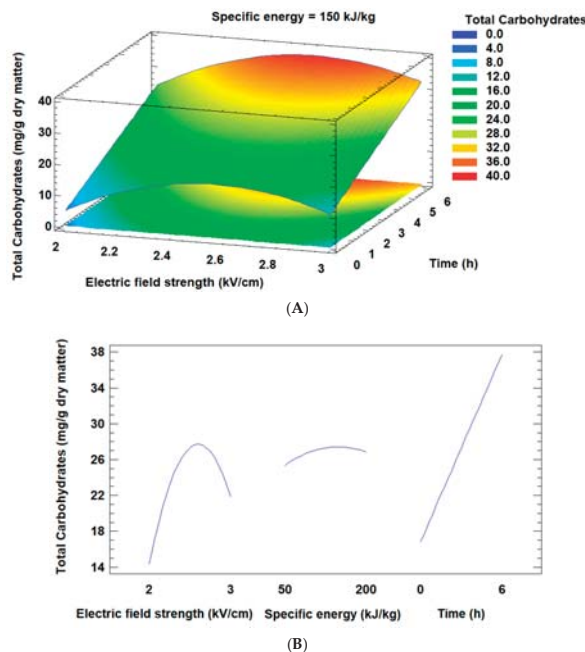 Specific energy = 150 kJ/kg
Total Carbohydrates
0.0
4.0
8.0
12.0
16.0
20.0
24.0
28.0
32.0
36.0
40.0
Total Carbohydrates (mg/g dry matter)
40
30
20
10
0
2 2.2 2.4 2.6 2.8 3
Electric field strength (kV/cm)
0 1 2 3 4 5 6
Time (h)
(A)
Total Carbohydrates (mg/g dry matter)
38
34
30
26
22
18
14
2 3 50 200 0 6
Electric field strength (kV/cm) Specific energy (kJ/kg) Time (h)
(B)